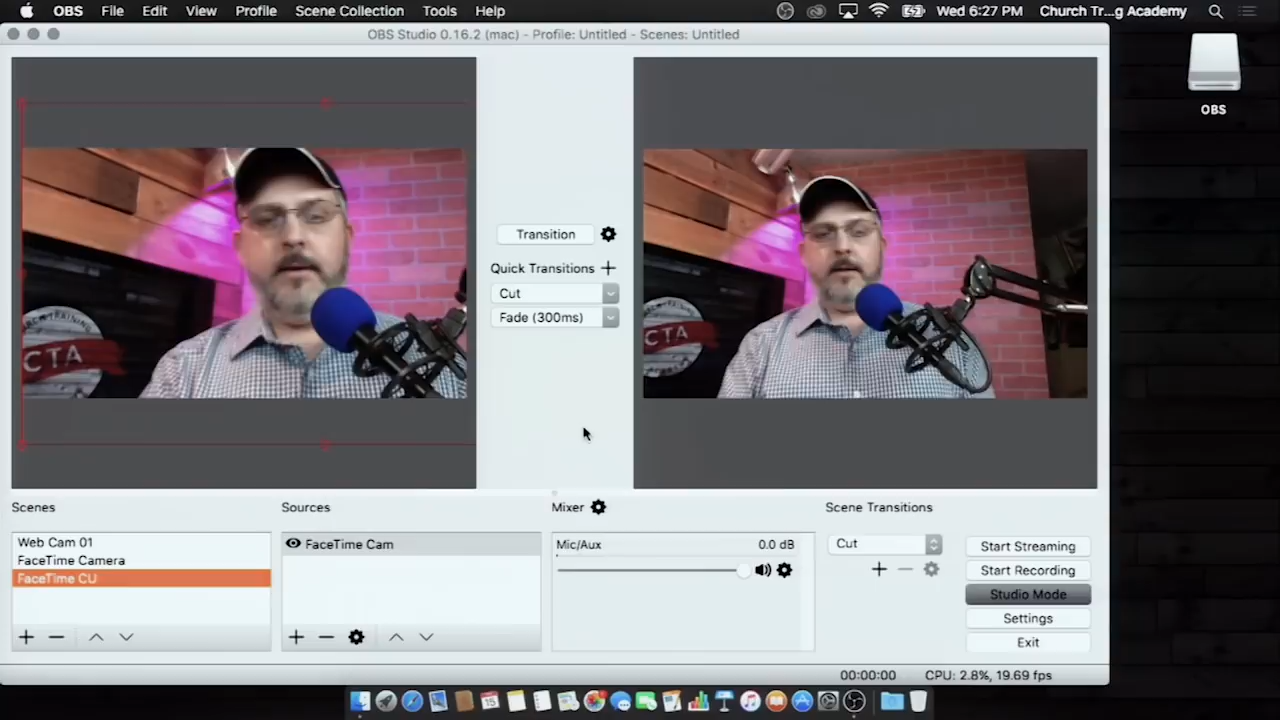 OBS File Edit View Profile Scene Collection Tools Help Wed 6:27 PM Church Tr...g Academy
OBS Studio 0.16.2 (mac) - Profile: Untitled - Scenes: Untitled
OBS
Transition
Quick Transitions
Cut
Fade (300ms)
CTA
CTA
Scenes
Web Cam 01
FaceTime Camera
FaceTime CU
Sources
FaceTime Cam
Mixer
Mic/Aux 0.0 dB
Scene Transitions
Cut
Start Streaming
Start Recording
Studio Mode
Settings
Exit
00:00:00 CPU: 2.8%, 19.69 fps